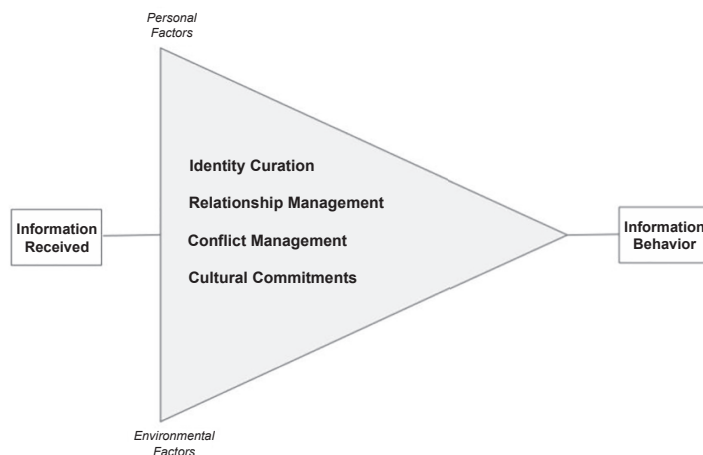 Personal
Factors
Identity Curation
Relationship Management
Information
Received
Conflict Management
Cultural Commitments
Information
Behavior
Environmental
Factors